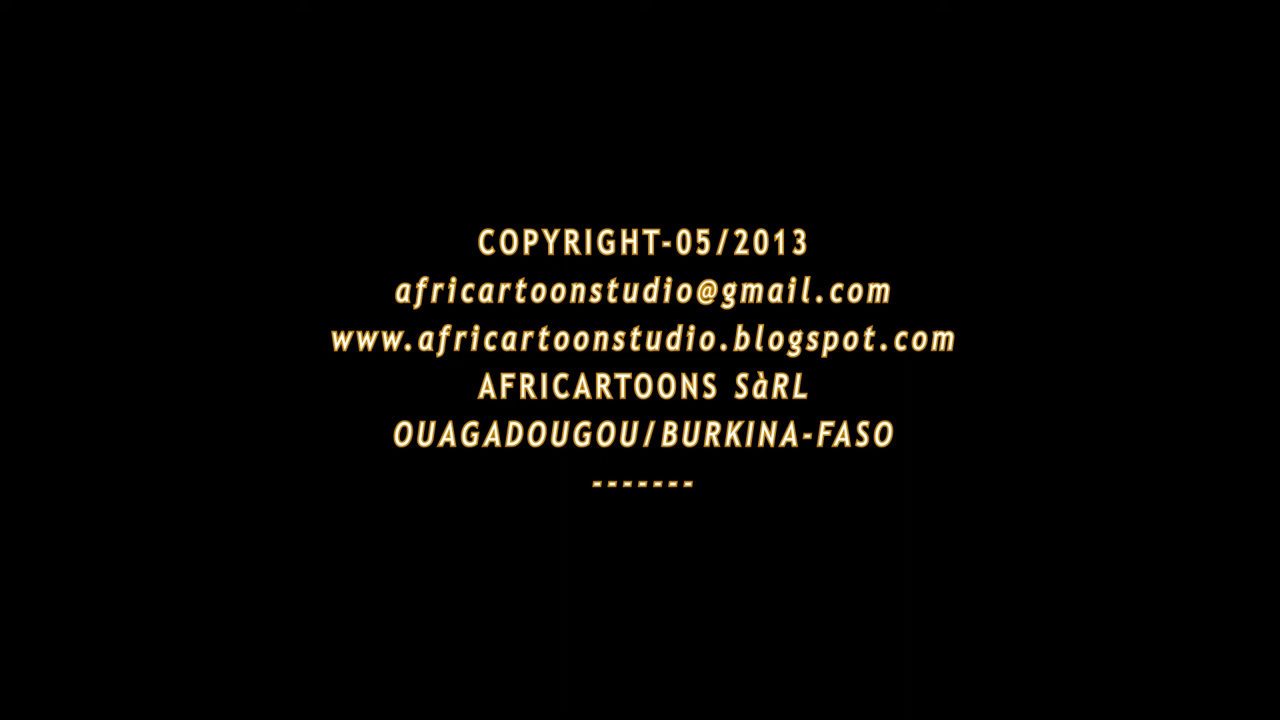 COPYRIGHT-05/2013
africartoonstudio@gmail.com
www.africartoonstudio.blogspot.com
AFRICARTOONS SàRL
OUAGADOUGOU/BURKINA-FASO
-------